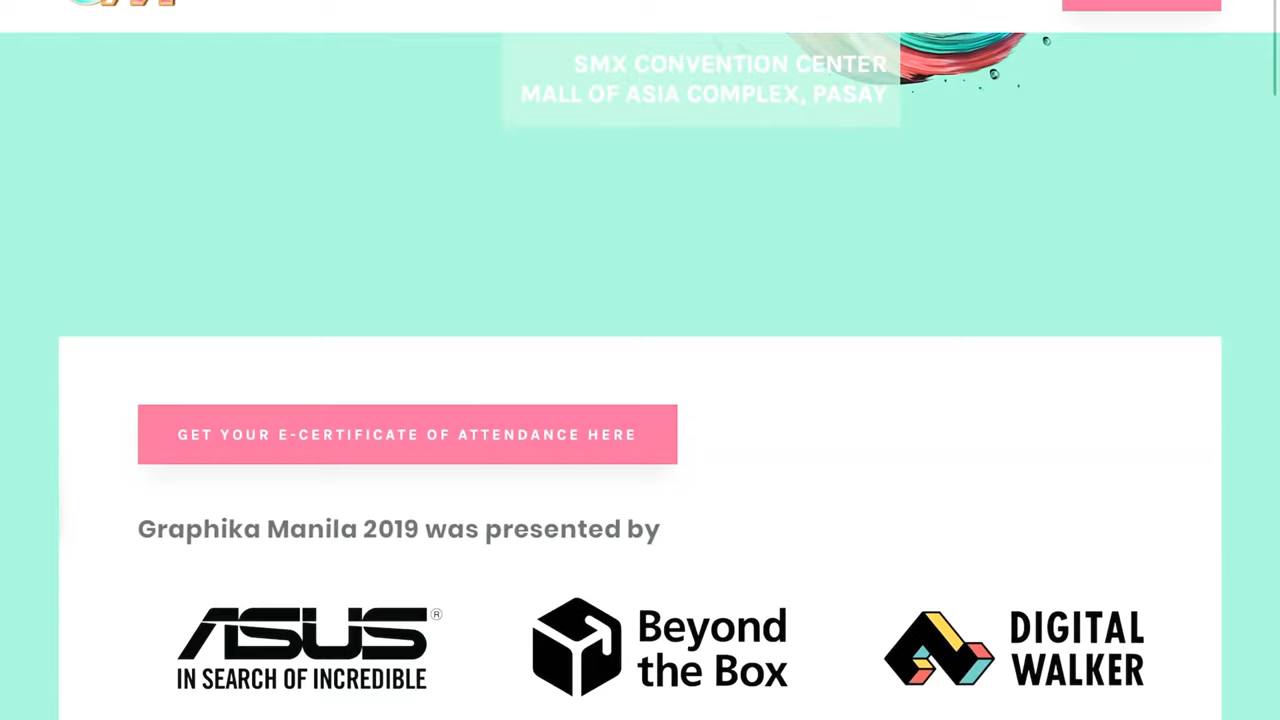 SMX CONVENTION CENTER
MALL OF ASIA COMPLEX, PASAY
GET YOUR E-CERTIFICATE OF ATTENDANCE HERE
Graphika Manila 2019 was presented by
ASUS®
IN SEARCH OF INCREDIBLE
Beyond
the Box
DIGITAL
WALKER